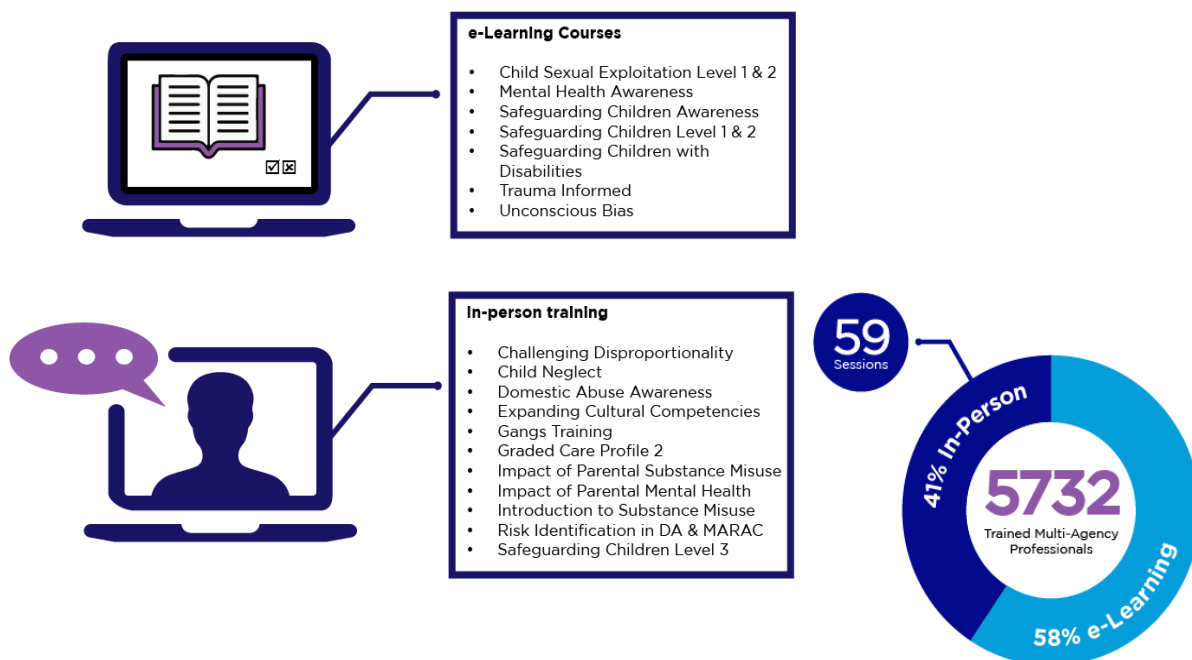 e-Learning Courses
• Child Sexual Exploitation Level 1 & 2
• Mental Health Awareness
• Safeguarding Children Awareness
• Safeguarding Children Level 1 & 2
• Safeguarding Children with
Disabilities
• Trauma Informed
• Unconscious Bias
In-person training
• Challenging Disproportionality
• Child Neglect
• Domestic Abuse Awareness
• Expanding Cultural Competencies
• Gangs Training
• Graded Care Profile 2
• Impact of Parental Substance Misuse
• Impact of Parental Mental Health
• Introduction to Substance Misuse
• Risk Identification in DA & MARAC
• Safeguarding Children Level 3
59
Sessions
41% In-Person
5732
Trained Multi-Agency
Professionals
58% e-Learning